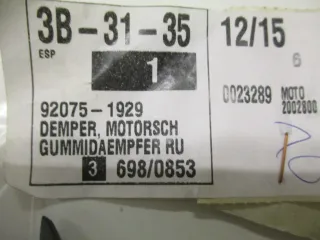 3B-31-35
12/15
ESP
6
1
0023289 MOTO
2002800
92075-1929
DEMPER, MOTORSCH
GUMMIDAEMPFER RU
3 698/0853